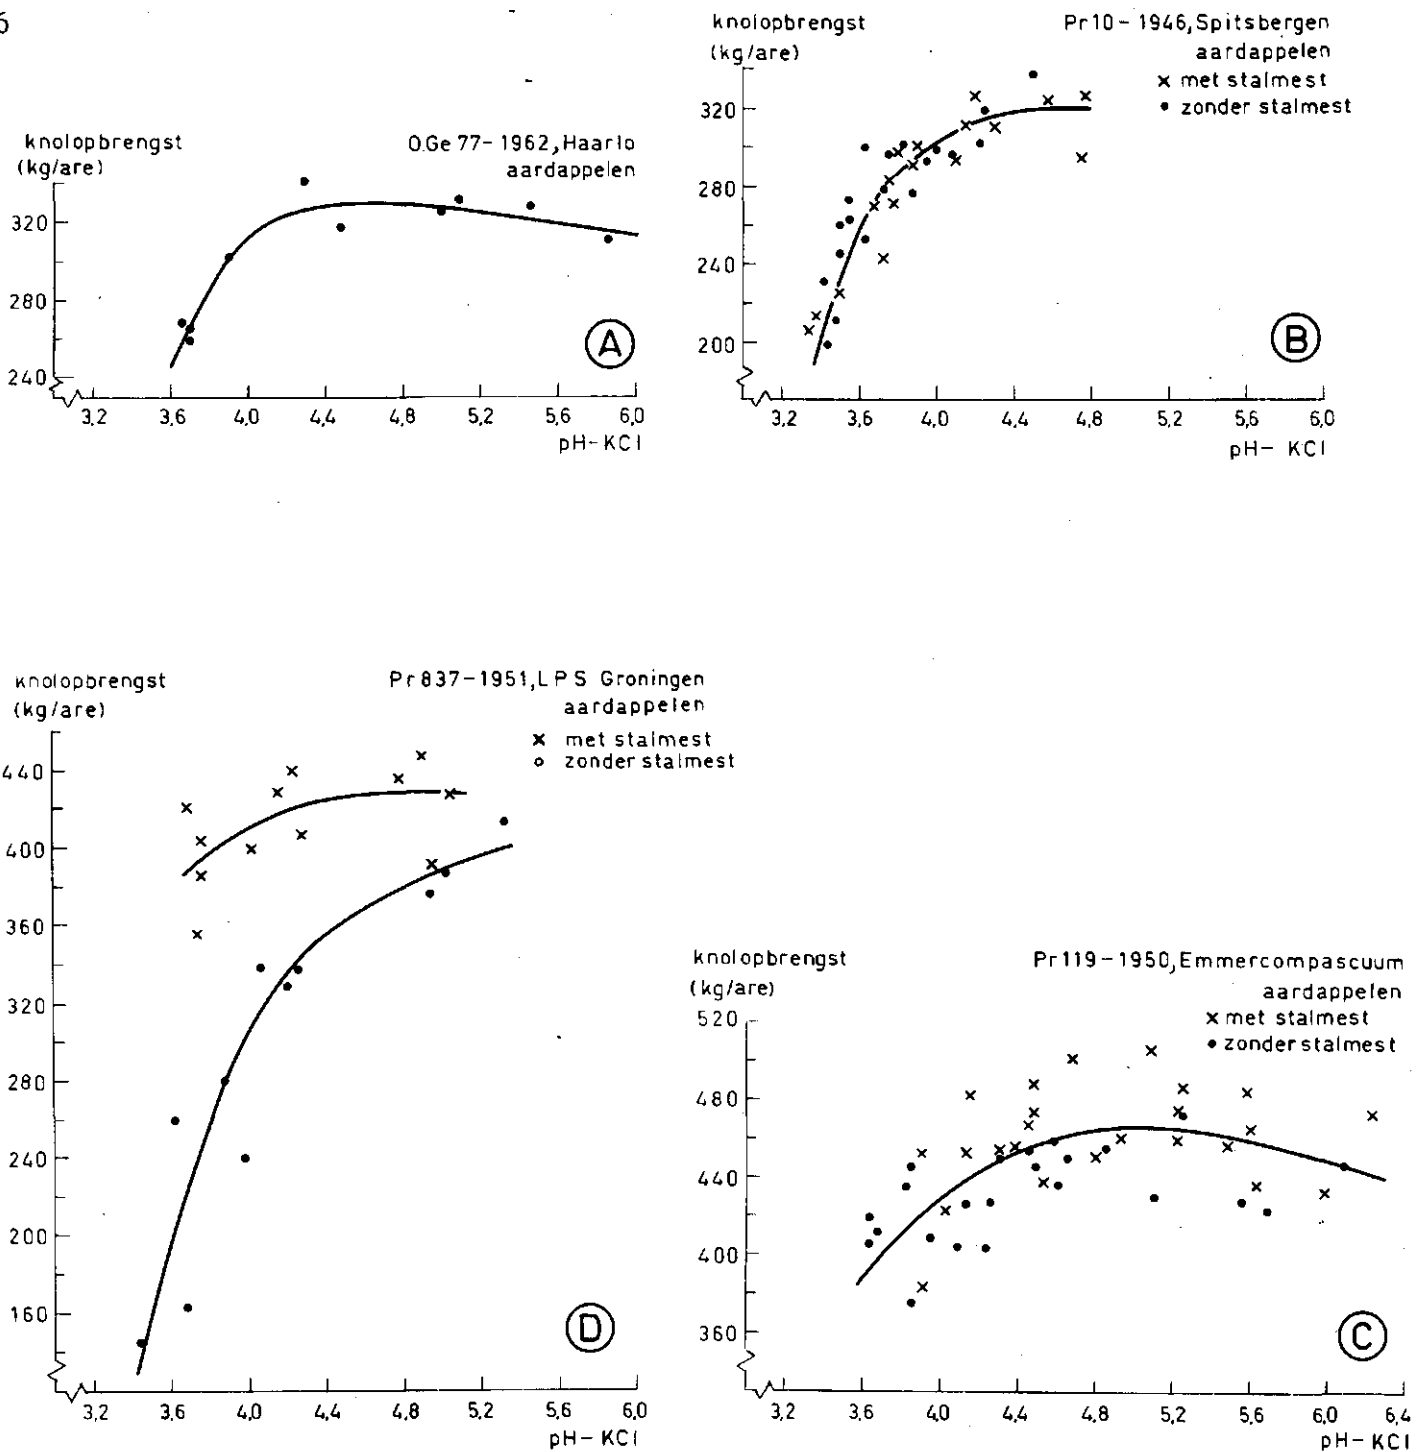 6
knolopbrengst
(kg/are)
O.Ge 77-1962, Haarlo
aardappelen
320
280
240
3,2 3,6 4,0 4,4 4,8 5,2 5,6 6,0
pH-KCl
A
knolopbrengst
(kg/are)
Pr10-1946, Spitsbergen
aardappelen
x met stalmest
• zonder stalmest
320
280
240
200
3,2 3,6 4,0 4,4 4,8 5,2 5,6 6,0
pH-KCl
B
knolopbrengst
(kg/are)
Pr 837-1951, LPS Groningen
aardappelen
x met stalmest
o zonder stalmest
440
400
360
320
280
240
200
160
3,2 3,6 4,0 4,4 4,8 5,2 5,6 6,0
pH-KCl
D
knolopbrengst
(kg/are)
Pr119-1950, Emmercompascuum
aardappelen
x met stalmest
• zonder stalmest
520
480
440
400
360
3,2 3,6 4,0 4,4 4,8 5,2 5,6 6,0 6,4
pH-KCl
C